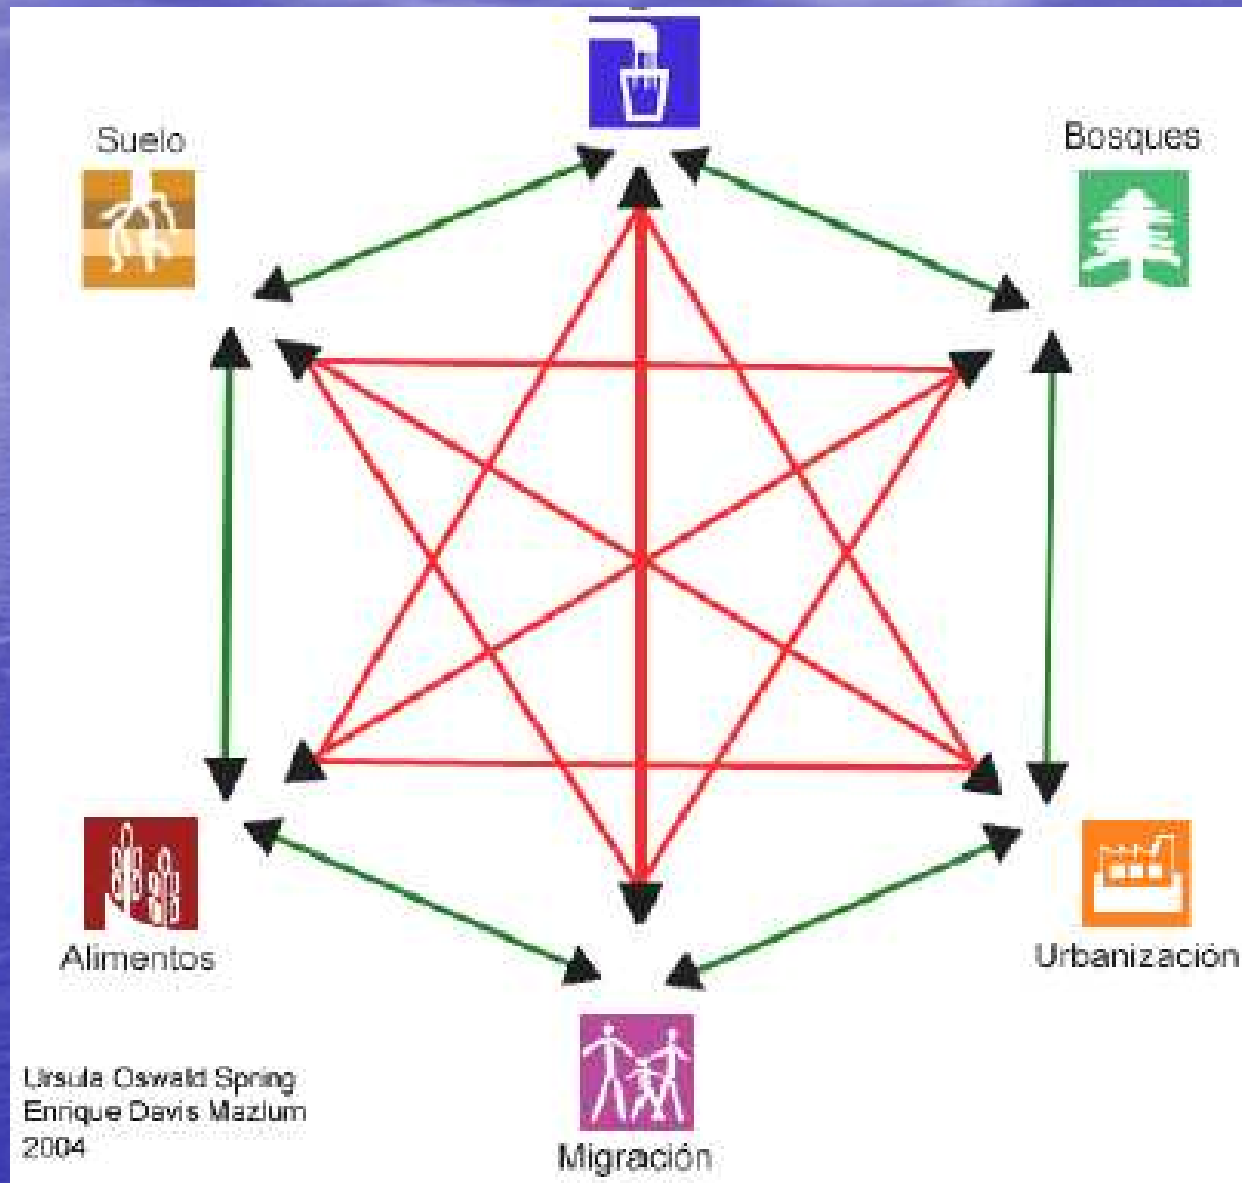 Suelo
Bosques
Alimentos
Urbanización
Migración
Ursula Oswald Spring
Enrique Davis Mazlum
2004